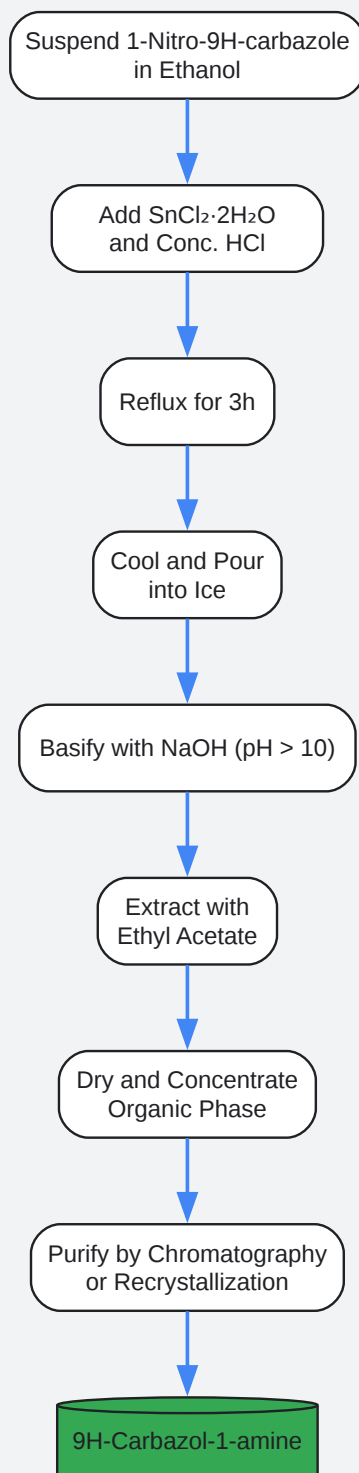 Suspend 1-Nitro-9H-carbazole
in Ethanol
Add SnCl₂·2H₂O
and Conc. HCl
Reflux for 3h
Cool and Pour
into Ice
Basify with NaOH (pH > 10)
Extract with
Ethyl Acetate
Dry and Concentrate
Organic Phase
Purify by Chromatography
or Recrystallization
9H-Carbazol-1-amine